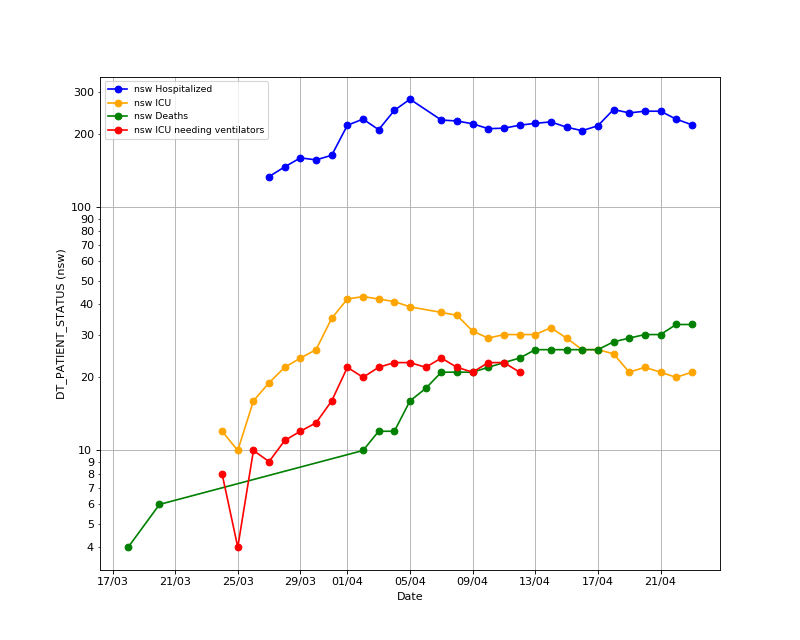 nsw Hospitalized
nsw ICU
nsw Deaths
nsw ICU needing ventilators
300
200
100
90
80
70
60
50
40
30
20
10
9
8
7
6
5
4
DT_PATIENT_STATUS (nsw)
17/03 21/03 25/03 29/03 01/04 05/04 09/04 13/04 17/04 21/04
Date